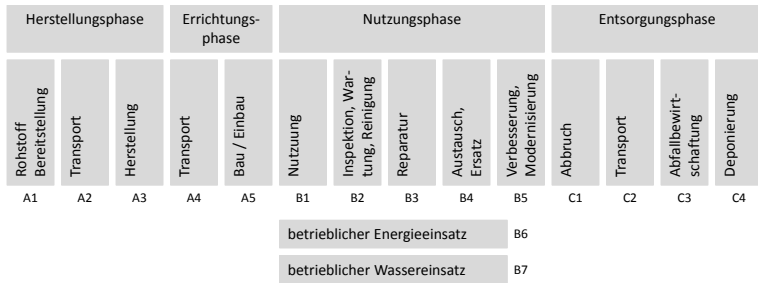 Herstellungsphase
Errichtungs-
phase
Nutzungsphase
Entsorgungsphase
Rohstoff
Bereitstellung
Transport
Herstellung
Transport
Bau / Einbau
Nutzuung
Inspektion, War-
tung, Reinigung
Reparatur
Austausch,
Ersatz
Verbesserung,
Modernisierung
Abbruch
Transport
Abfallbewirt-
schaftung
Deponierung
A1 A2 A3 A4 A5 B1 B2 B3 B4 B5 C1 C2 C3 C4
betrieblicher Energieeinsatz B6
betrieblicher Wassereinsatz B7